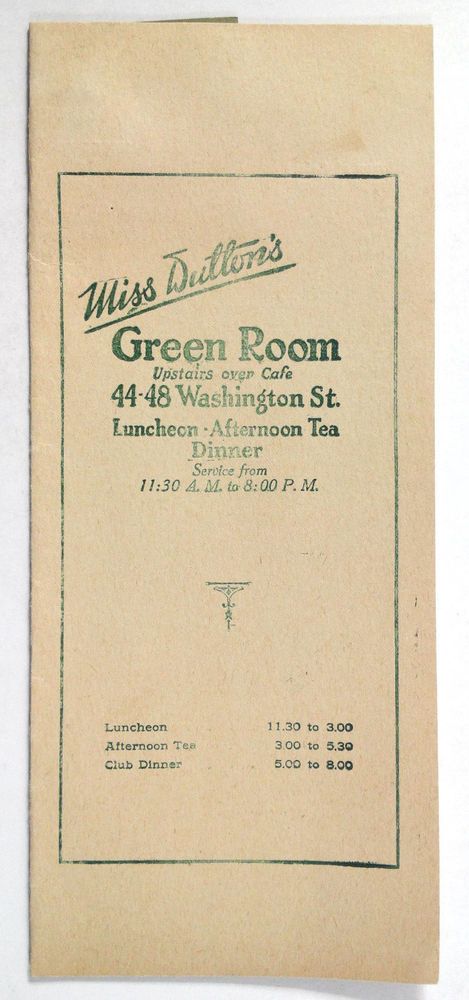 Miss Dutton's
Green Room
Upstairs over Cafe
44-48 Washington St.
Luncheon - Afternoon Tea
Dinner
Service from
11:30 A. M. to 8:00 P. M.
Luncheon 11.30 to 3.00
Afternoon Tea 3.00 to 5.30
Club Dinner 5.00 to 8.00